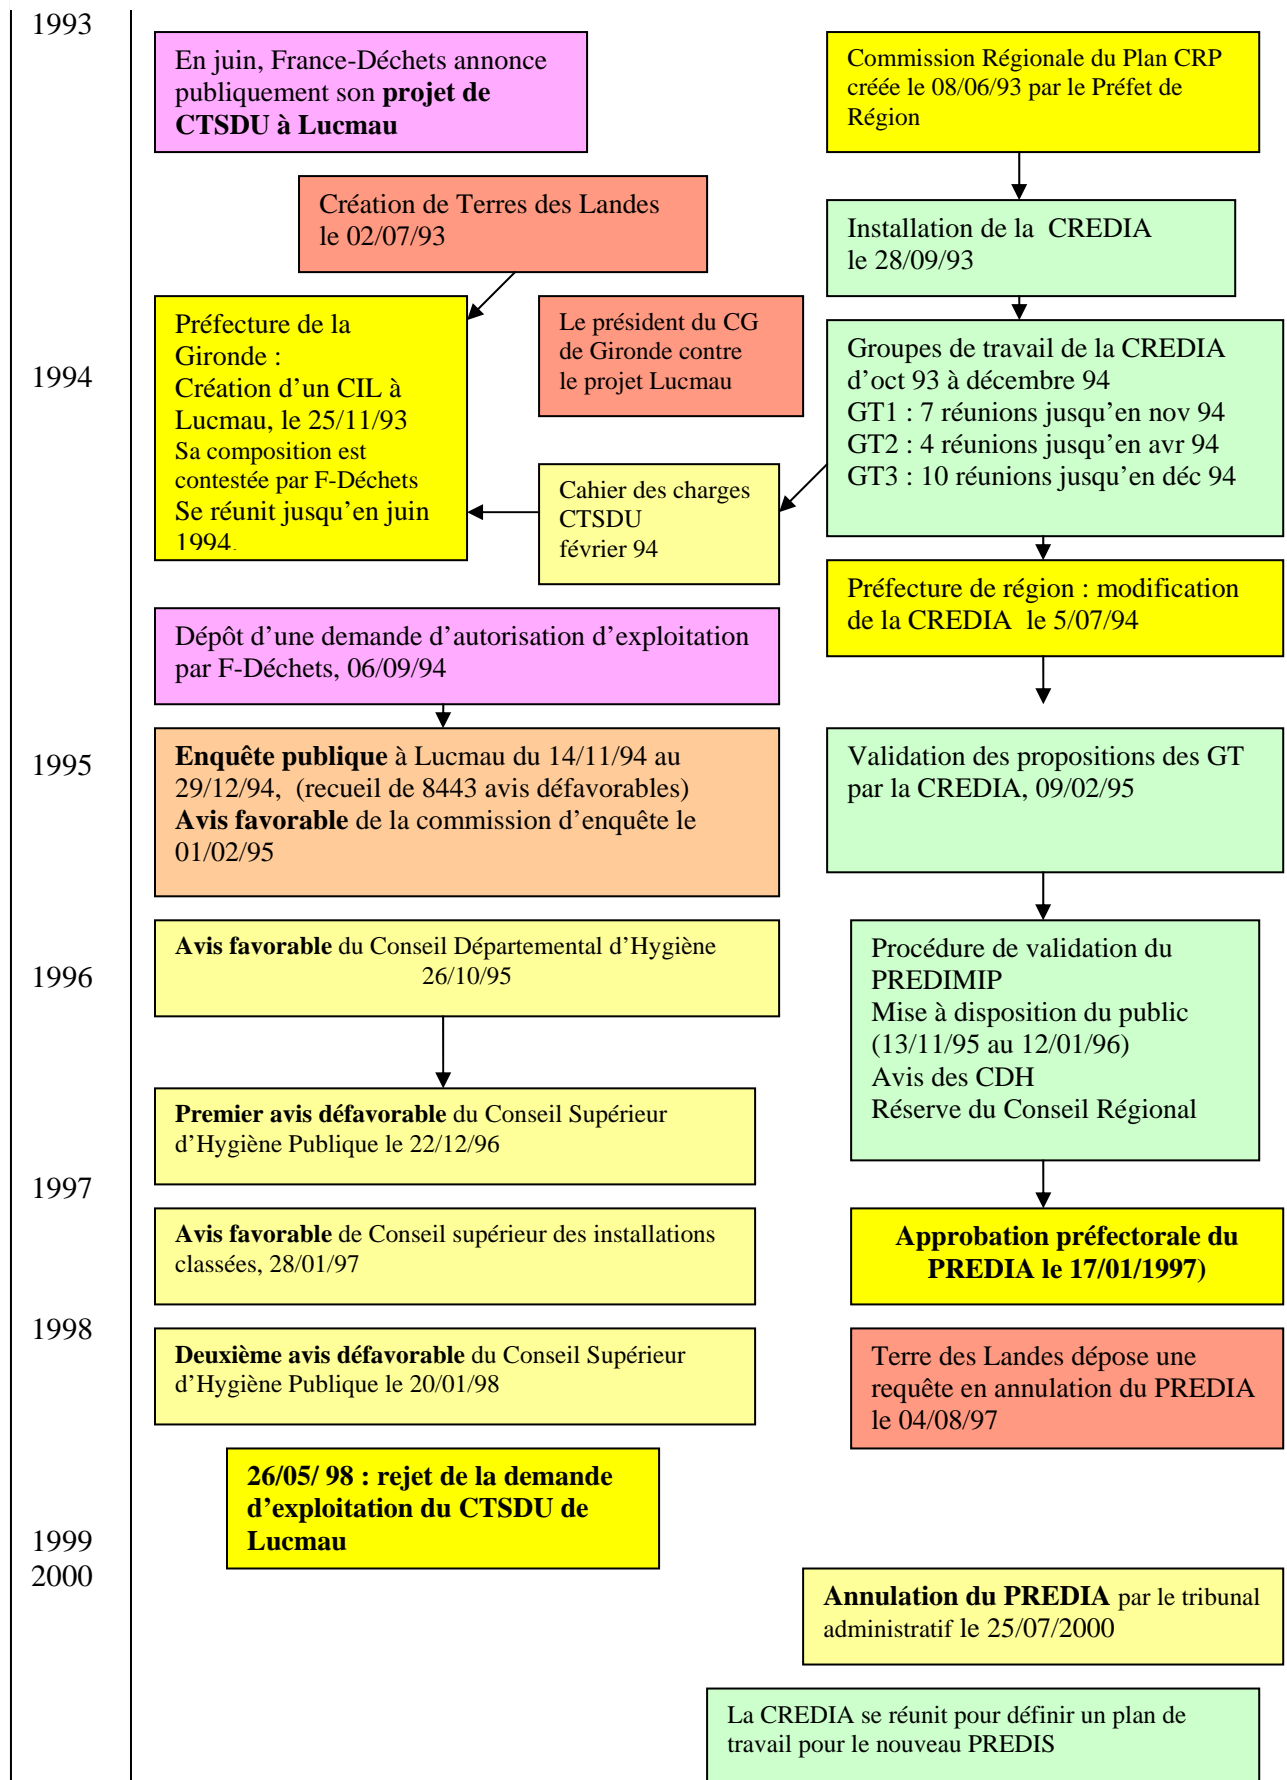 1993
En juin, France-Déchets annonce
publiquement son projet de
CTSDU à Lucmau
Commission Régionale du Plan CRP
créée le 08/06/93 par le Préfet de
Région
Création de Terres des Landes
le 02/07/93
Installation de la CREDIA
le 28/09/93
1994
Préfecture de la
Gironde :
Création d’un CIL à
Lucmau, le 25/11/93
Sa composition est
contestée par F-Déchets
Se réunit jusqu’en juin
1994.
Le président du CG
de Gironde contre
le projet Lucmau
Groupes de travail de la CREDIA
d’oct 93 à décembre 94
GT1 : 7 réunions jusqu’en nov 94
GT2 : 4 réunions jusqu’en avr 94
GT3 : 10 réunions jusqu’en déc 94
Cahier des charges
CTSDU
février 94
Préfecture de région : modification
de la CREDIA le 5/07/94
Dépôt d’une demande d’autorisation d’exploitation
par F-Déchets, 06/09/94
1995
Enquête publique à Lucmau du 14/11/94 au
29/12/94, (recueil de 8443 avis défavorables)
Avis favorable de la commission d’enquête le
01/02/95
Validation des propositions des GT
par la CREDIA, 09/02/95
1996
Avis favorable du Conseil Départemental d’Hygiène
26/10/95
Procédure de validation du
PREDIMIP
Mise à disposition du public
(13/11/95 au 12/01/96)
Avis des CDH
Réserve du Conseil Régional
Premier avis défavorable du Conseil Supérieur
d’Hygiène Publique le 22/12/96
1997
Avis favorable de Conseil supérieur des installations
classées, 28/01/97
Approbation préfectorale du
PREDIA le 17/01/1997)
1998
Deuxième avis défavorable du Conseil Supérieur
d’Hygiène Publique le 20/01/98
Terre des Landes dépose une
requête en annulation du PREDIA
le 04/08/97
26/05/ 98 : rejet de la demande
d’exploitation du CTSDU de
Lucmau
1999
2000
Annulation du PREDIA par le tribunal
administratif le 25/07/2000
La CREDIA se réunit pour définir un plan de
travail pour le nouveau PREDIS